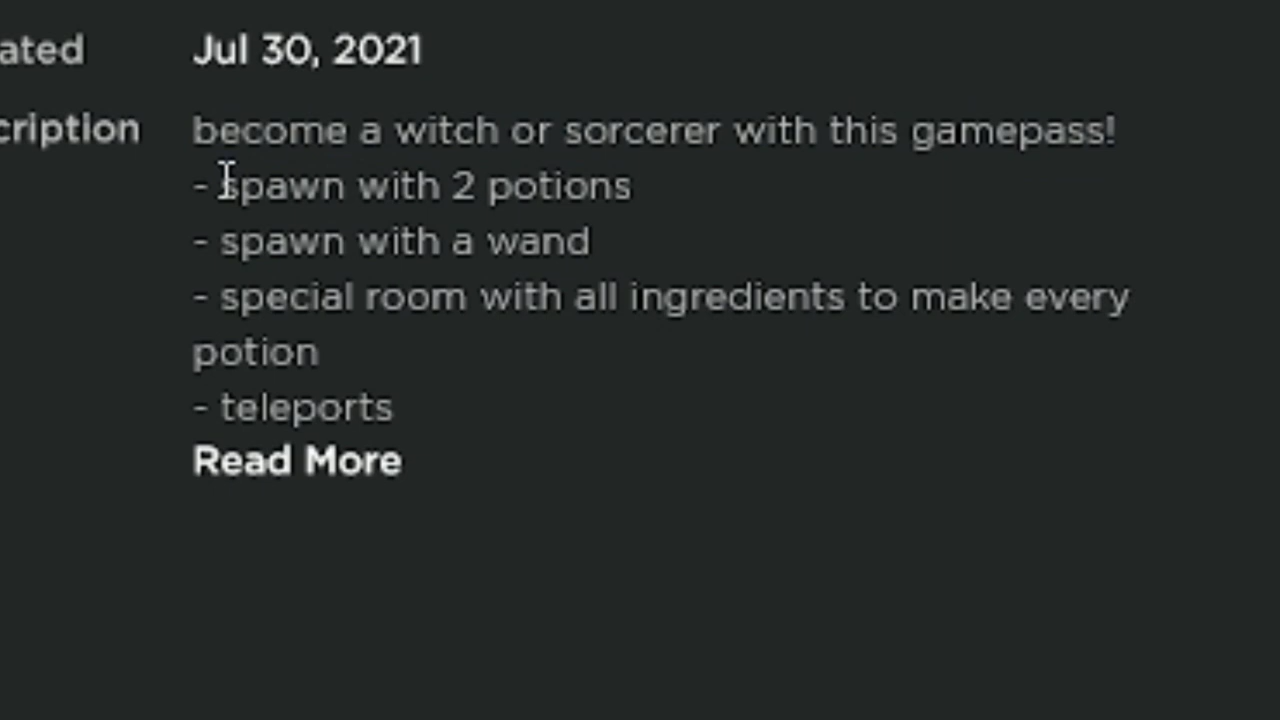 ated Jul 30, 2021
cription become a witch or sorcerer with this gamepass!
- spawn with 2 potions
- spawn with a wand
- special room with all ingredients to make every
potion
- teleports
Read More